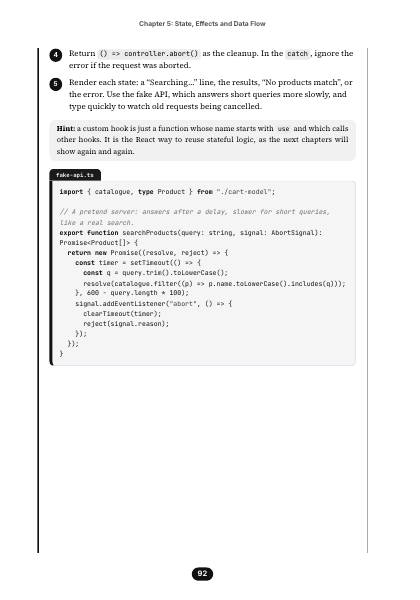 Chapter 5: State, Effects and Data Flow
4 Return () => controller.abort() as the cleanup. In the catch, ignore the
error if the request was aborted.
5 Render each state: a “Searching…” line, the results, “No products match”, or
the error. Use the fake API, which answers short queries more slowly, and
type quickly to watch old requests being cancelled.
Hint: a custom hook is just a function whose name starts with use and which calls
other hooks. It is the React way to reuse stateful logic, as the next chapters will
show again and again.
fake-api.ts
import { catalogue, type Product } from "./cart-model";
// A pretend server: answers after a delay, slower for short queries,
like a real search.
export function searchProducts(query: string, signal: AbortSignal):
Promise<Product[]> {
  return new Promise((resolve, reject) => {
    const timer = setTimeout(() => {
      const q = query.trim().toLowerCase();
      resolve(catalogue.filter((p) => p.name.toLowerCase().includes(q)));
    }, 600 - query.length * 100);
    signal.addEventListener("abort", () => {
      clearTimeout(timer);
      reject(signal.reason);
    });
  });
}
92